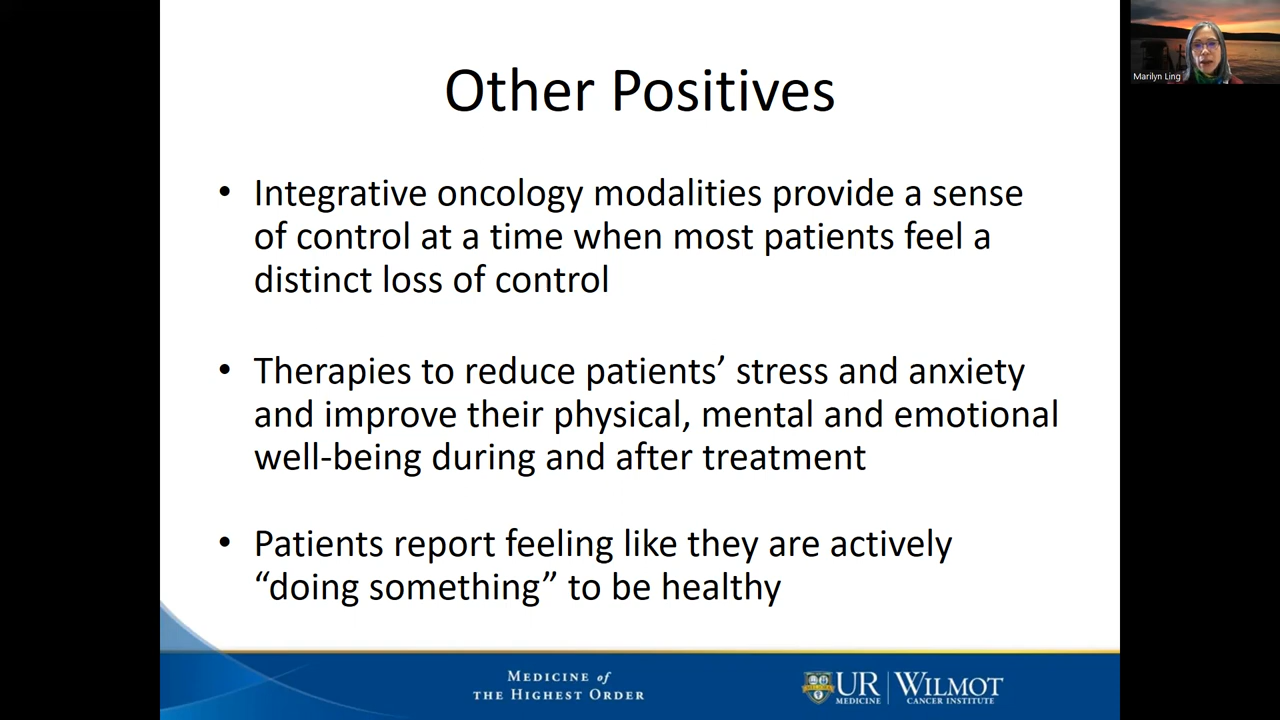 Other Positives
• Integrative oncology modalities provide a sense
of control at a time when most patients feel a
distinct loss of control
• Therapies to reduce patients’ stress and anxiety
and improve their physical, mental and emotional
well-being during and after treatment
• Patients report feeling like they are actively
“doing something” to be healthy
MEDICINE of
THE HIGHEST ORDER
UR
MEDICINE
WILMOT
CANCER INSTITUTE
Marilyn Ling